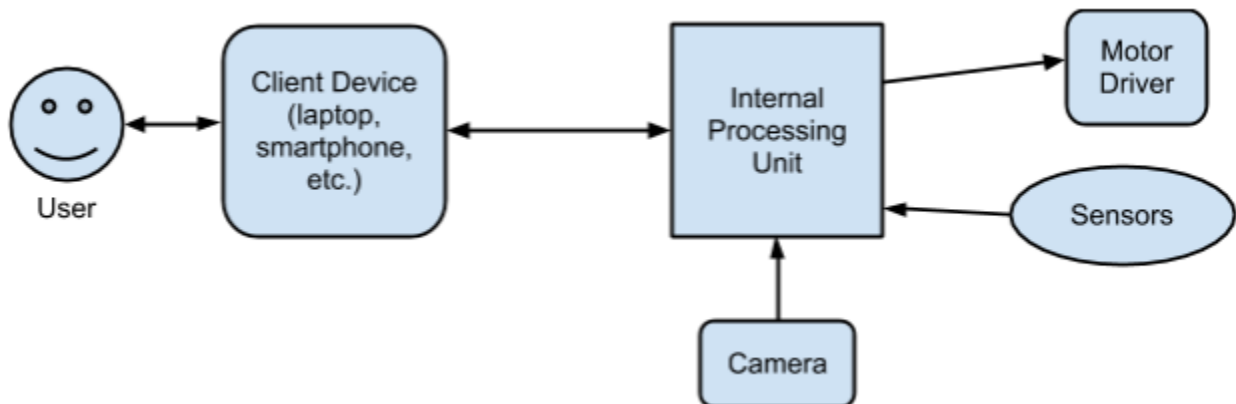 User
Client Device
(laptop,
smartphone,
etc.)
Internal
Processing
Unit
Motor
Driver
Sensors
Camera